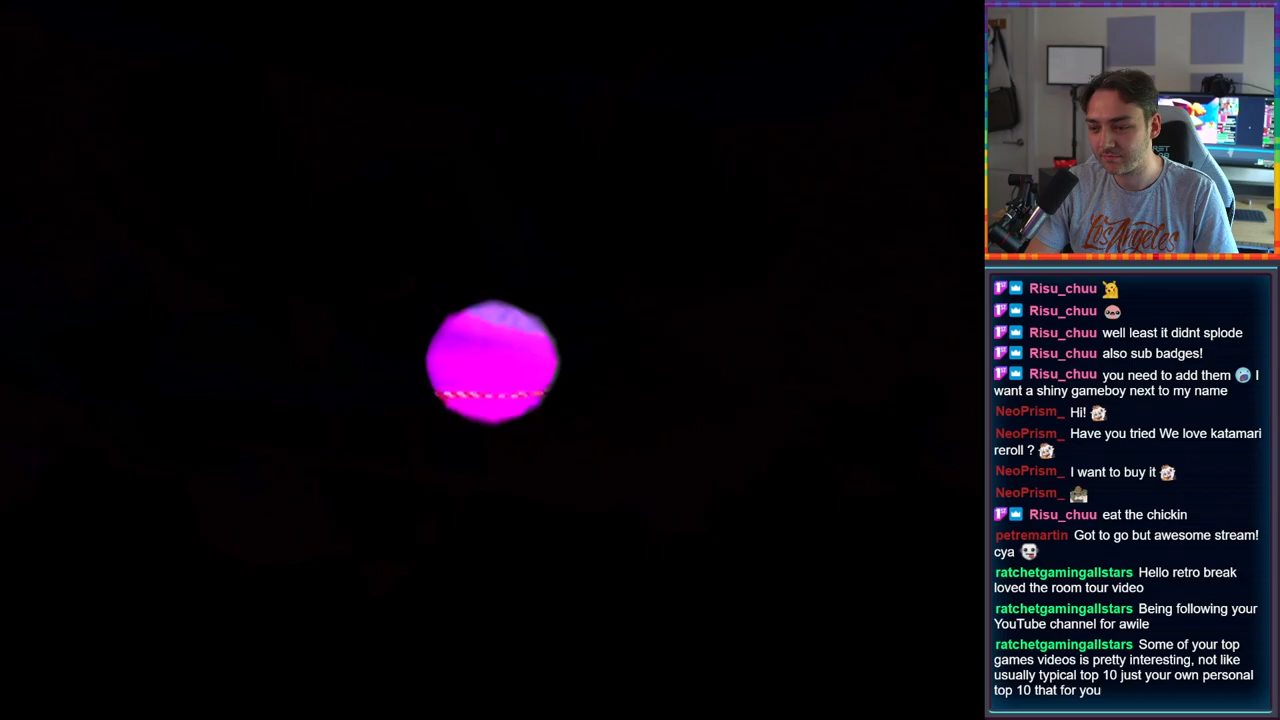 Los Angeles
Risu_chuu
Risu_chuu
Risu_chuu well least it didnt splode
Risu_chuu also sub badges!
Risu_chuu you need to add them I
want a shiny gameboy next to my name
NeoPrism_ Hi!
NeoPrism_ Have you tried We love katamari
reroll ?
NeoPrism_ I want to buy it
NeoPrism_
Risu_chuu eat the chickin
petremartin Got to go but awesome stream!
cya
ratchetgamingallstars Hello retro break
loved the room tour video
ratchetgamingallstars Being following your
YouTube channel for awile
ratchetgamingallstars Some of your top
games videos is pretty interesting, not like
usually typical top 10 just your own personal
top 10 that for you